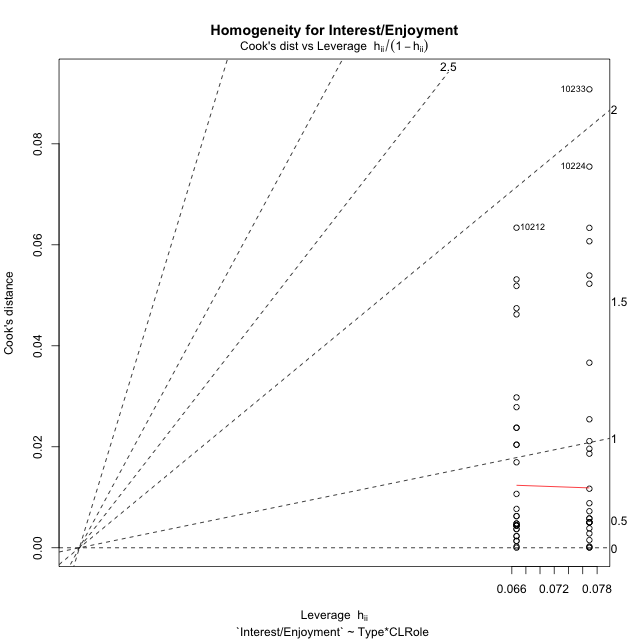 Homogeneity for Interest/Enjoyment
Cook's dist vs Leverage hii/(1 − hii)
2.5
10233
2
10224
10212
1.5
1
0.5
0
0.08
0.06
0.04
0.02
0.00
Cook's distance
0.066 0.072 0.078
Leverage hii
`Interest/Enjoyment` ~ Type*CLRole